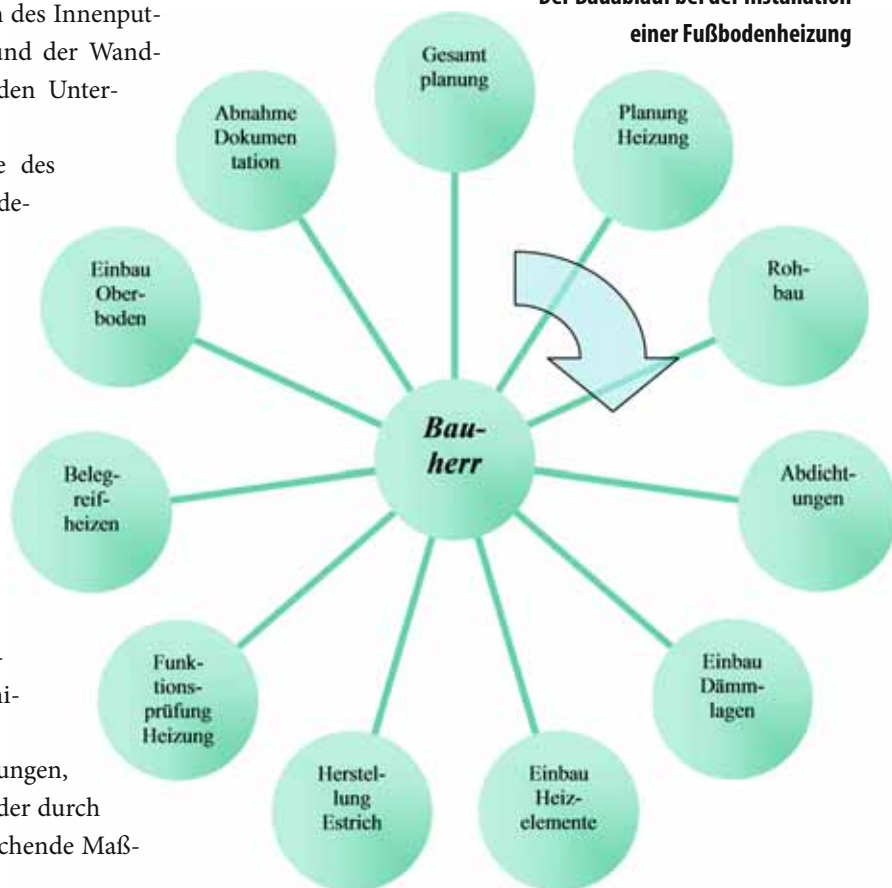 n des Innenput-
und der Wand-
den Unter-
e des
de-
-
ni-
ungen,
der durch
chende Maß-
Der Bauablauf bei der Installation
einer Fußbodenheizung
Gesamt
planung
Planung
Heizung
Roh-
bau
Abdicht-
ungen
Einbau
Dämm-
lagen
Einbau
Heiz-
elemente
Herstel-
lung
Estrich
Funk-
tions-
prüfung
Heizung
Beleg-
reif-
heizen
Einbau
Ober-
boden
Abnahme
Dokumen
tation
Bau-
herr